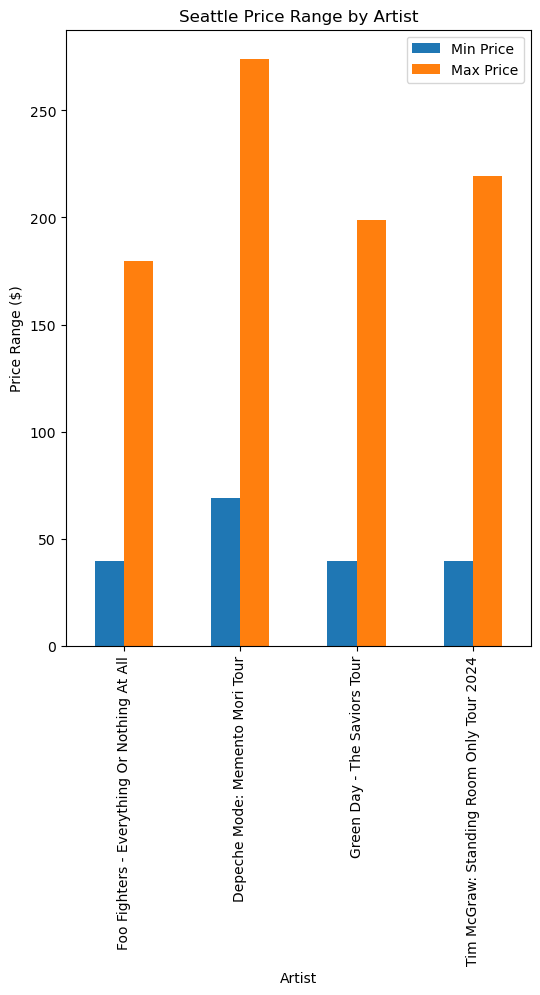 Seattle Price Range by Artist
Min Price
Max Price
Price Range ($)
250
200
150
100
50
0
Foo Fighters - Everything Or Nothing At All
Depeche Mode: Memento Mori Tour
Green Day - The Saviors Tour
Tim McGraw: Standing Room Only Tour 2024
Artist